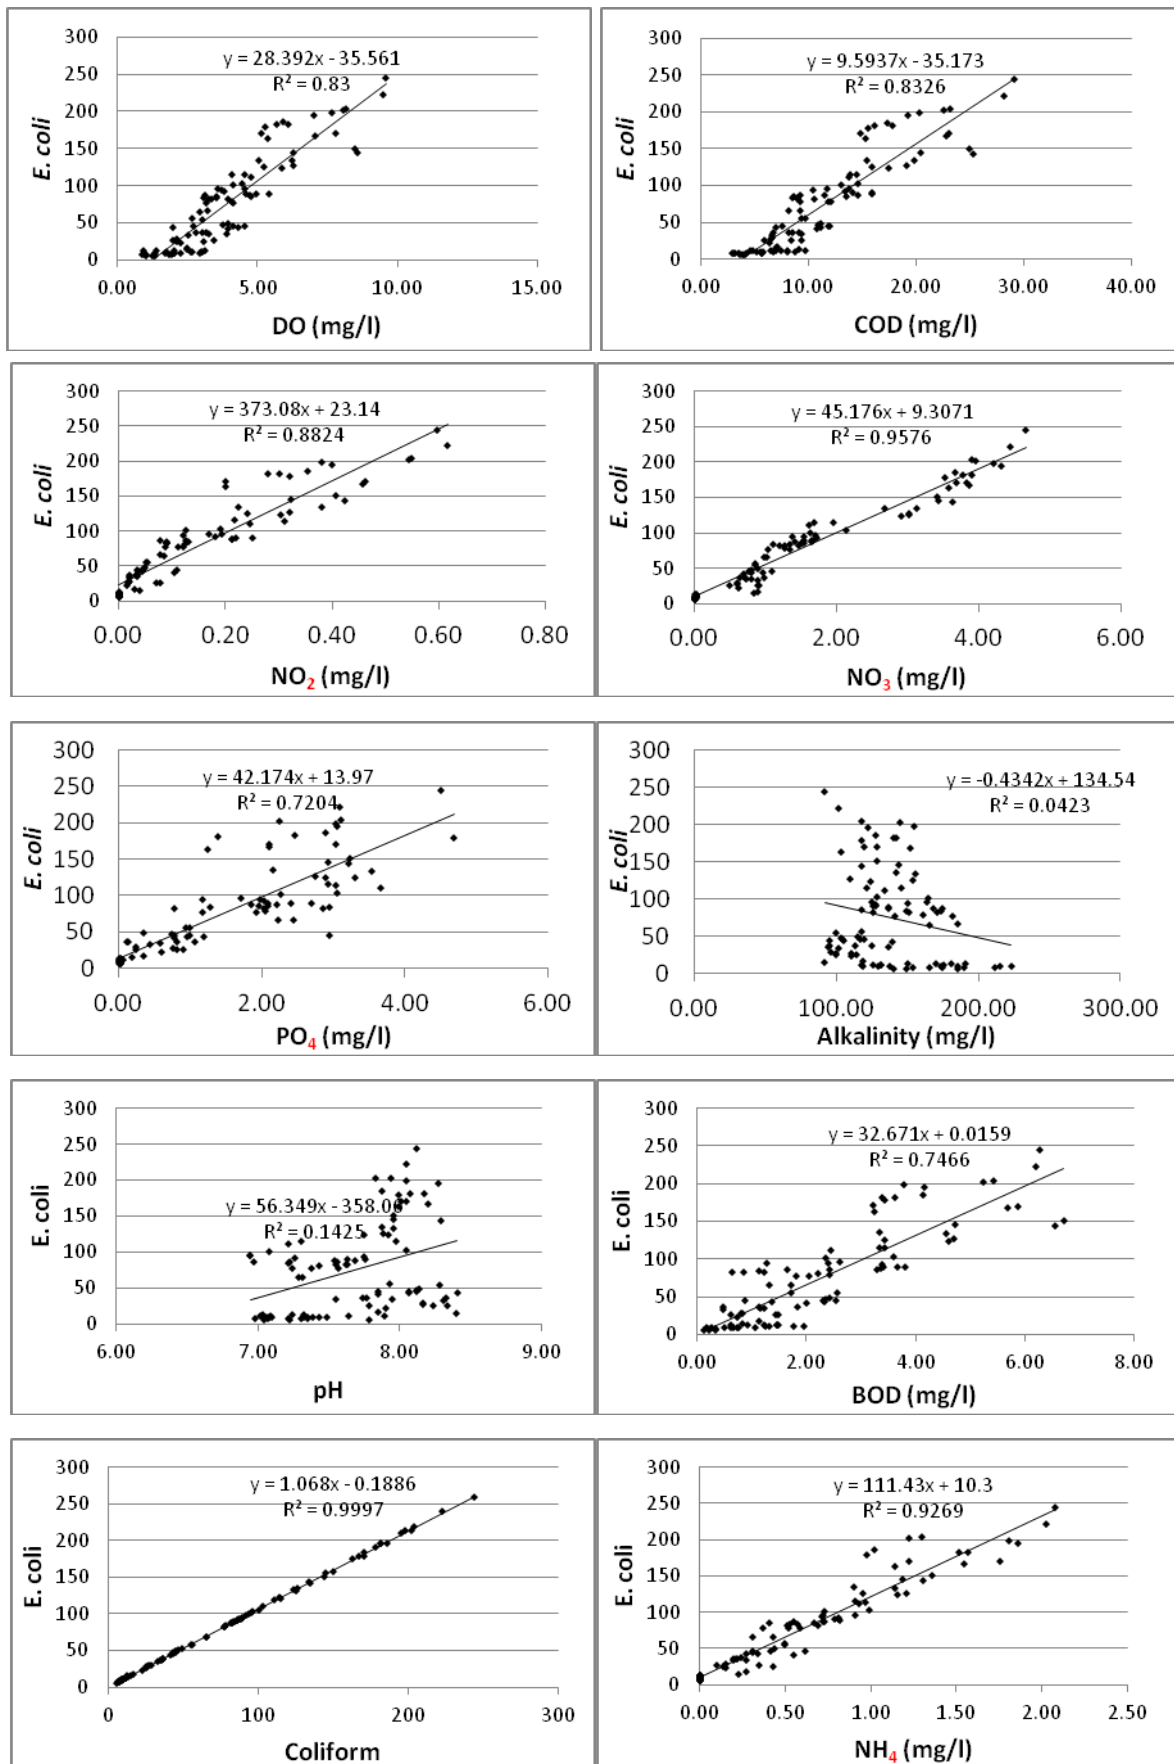 300
250
200
150
100
50
0
E. coli
y = 28.392x - 35.561
R² = 0.83
0.00 5.00 10.00 15.00
DO (mg/l)
300
250
200
150
100
50
0
E. coli
y = 9.5937x - 35.173
R² = 0.8326
0.00 10.00 20.00 30.00 40.00
COD (mg/l)
300
250
200
150
100
50
0
y = 373.08x + 23.14
R² = 0.8824
0.00 0.20 0.40 0.60 0.80
NO₂ (mg/l)
300
250
200
150
100
50
0
y = 45.176x + 9.3071
R² = 0.9576
0.00 2.00 4.00 6.00
NO₃ (mg/l)
300
250
200
150
100
50
0
E. coli
y = 42.174x + 13.97
R² = 0.7204
0.00 2.00 4.00 6.00
PO₄ (mg/l)
300
250
200
150
100
50
0
E. coli
y = -0.4342x + 134.54
R² = 0.0423
0.00 100.00 200.00 300.00
Alkalinity (mg/l)
300
250
200
150
100
50
0
E. coli
y = 56.349x - 358.06
R² = 0.1425
6.00 7.00 8.00 9.00
pH
300
250
200
150
100
50
0
E. coli
y = 32.671x + 0.0159
R² = 0.7466
0.00 2.00 4.00 6.00 8.00
BOD (mg/l)
300
250
200
150
100
50
0
E. coli
y = 1.068x - 0.1886
R² = 0.9997
0 100 200 300
Coliform
300
250
200
150
100
50
0
E. coli
y = 111.43x + 10.3
R² = 0.9269
0.00 0.50 1.00 1.50 2.00 2.50
NH₄ (mg/l)